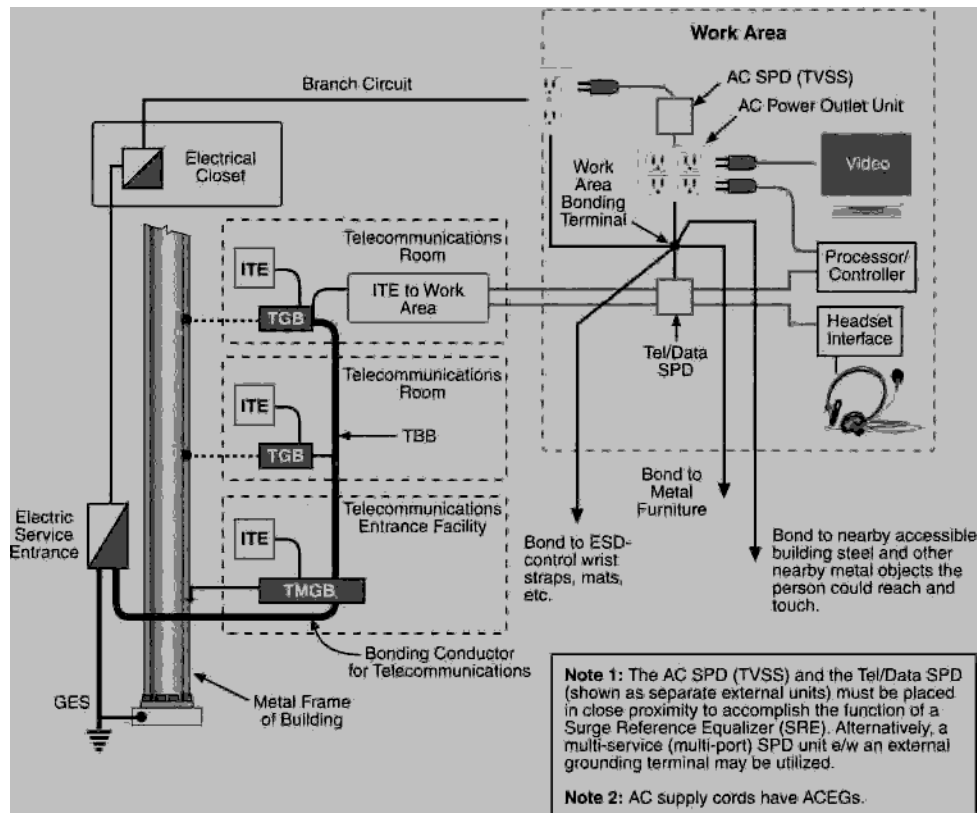 Work Area
Branch Circuit
AC SPD (TVSS)
AC Power Outlet Unit
Electrical
Closet
Video
Work
Area
Bonding
Terminal
Telecommunications
Room
ITE
TGB
ITE to Work
Area
Processor/
Controller
Headset
Interface
Tel/Data
SPD
Telecommunications
Room
ITE
TGB
TBB
Telecommunications
Entrance Facility
ITE
TMGB
Electric
Service
Entrance
Bond to
Metal
Furniture
Bond to ESD-
control wrist
straps, mats,
etc.
Bond to nearby accessible
building steel and other
nearby metal objects the
person could reach and
touch.
Bonding Conductor
for Telecommunications
GES
Metal Frame
of Building
Note 1: The AC SPD (TVSS) and the Tel/Data SPD
(shown as separate external units) must be placed
in close proximity to accomplish the function of a
Surge Reference Equalizer (SRE). Alternatively, a
multi-service (multi-port) SPD unit e/w an external
grounding terminal may be utilized.
Note 2: AC supply cords have ACEGs.